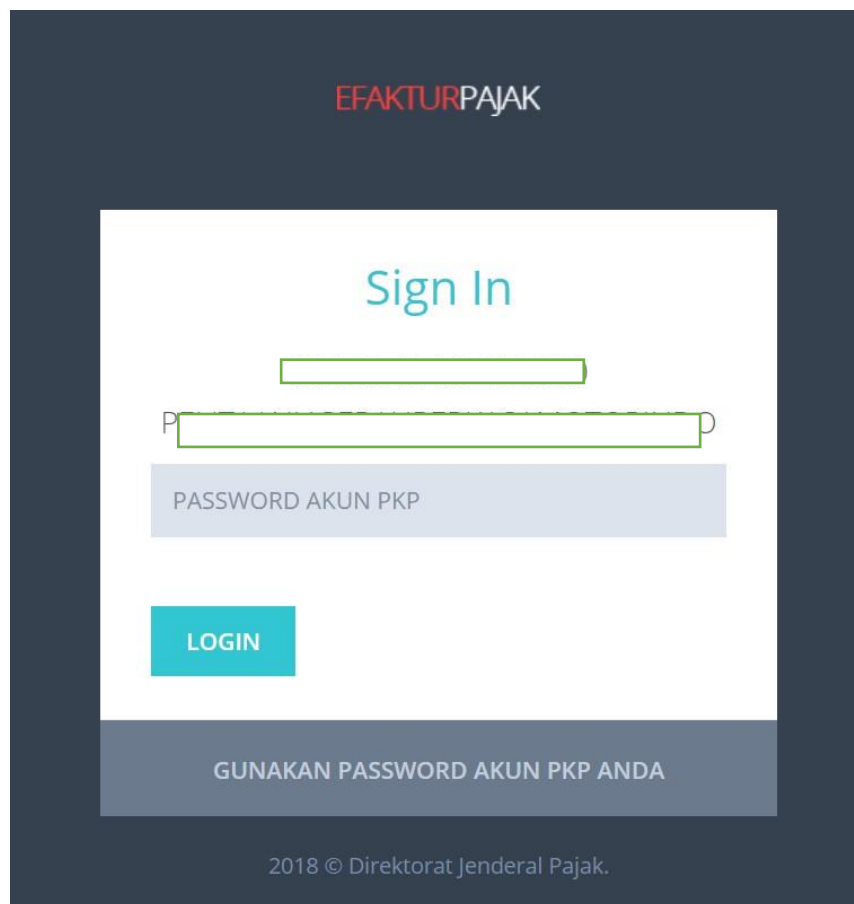 EFAKTURPAJAK
Sign In
PASSWORD AKUN PKP
LOGIN
GUNAKAN PASSWORD AKUN PKP ANDA
2018 © Direktorat Jenderal Pajak.